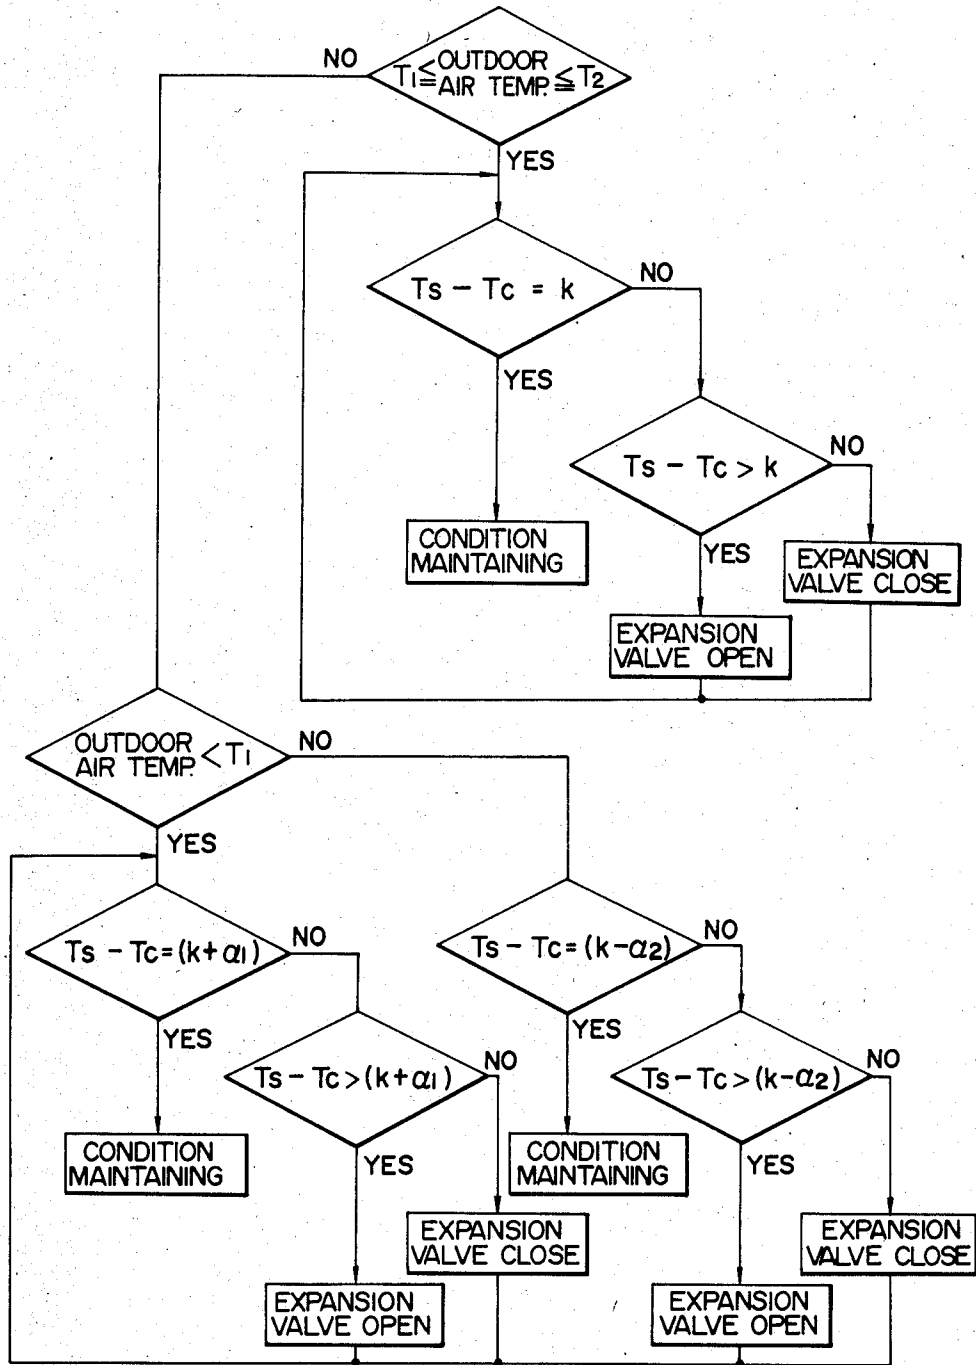 NO
T1≦ OUTDOOR AIR TEMP. ≦T2
YES
Ts - Tc = k
NO
YES
Ts - Tc > k
NO
CONDITION
MAINTAINING
YES
EXPANSION
VALVE CLOSE
EXPANSION
VALVE OPEN
OUTDOOR
AIR TEMP. < T1
NO
YES
Ts - Tc = (k+α1)
NO
Ts - Tc = (k-α2)
NO
YES
YES
Ts - Tc > (k+α1)
NO
Ts - Tc > (k-α2)
NO
CONDITION
MAINTAINING
YES
CONDITION
MAINTAINING
YES
EXPANSION
VALVE CLOSE
EXPANSION
VALVE CLOSE
EXPANSION
VALVE OPEN
EXPANSION
VALVE OPEN